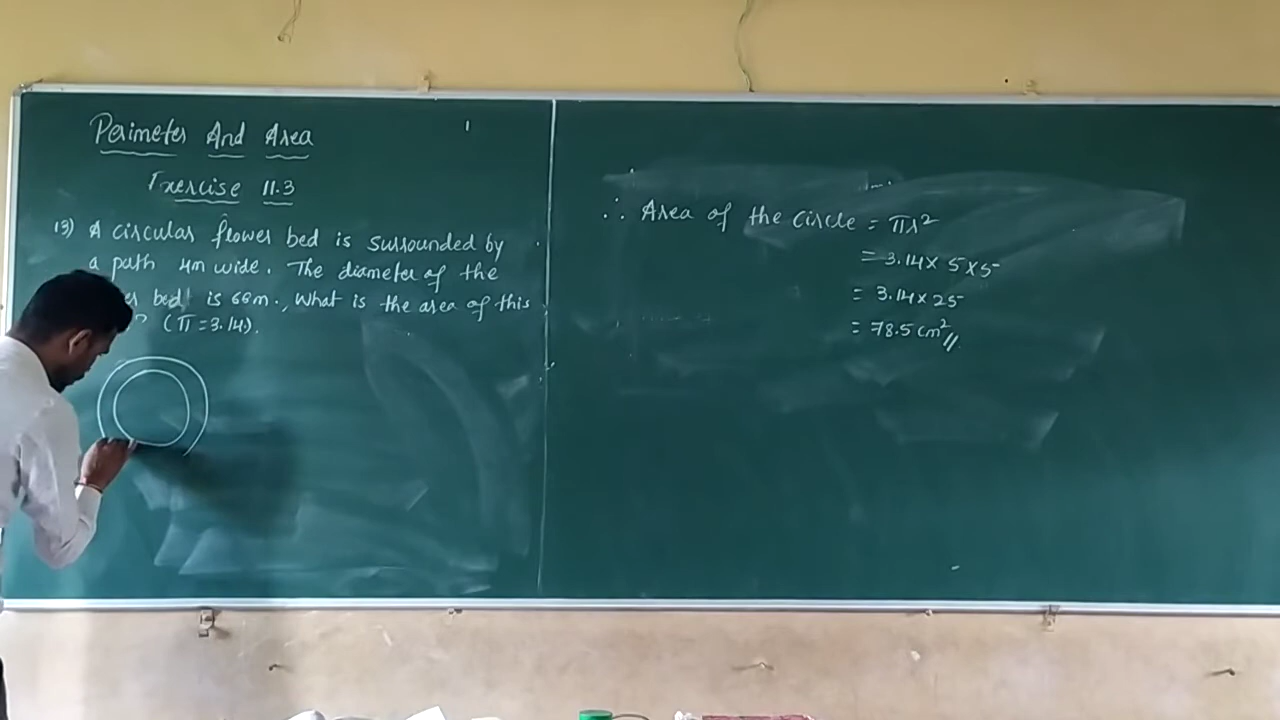 Perimeter And Area
Exercise 11.3
13) A circular flower bed is surrounded by
a path 4m wide. The diameter of the
bed is 66m., What is the area of this
? (π=3.14).
∴ Area of the circle = πr²
= 3.14 × 5 × 5
= 3.14 × 25
= 78.5 cm² //